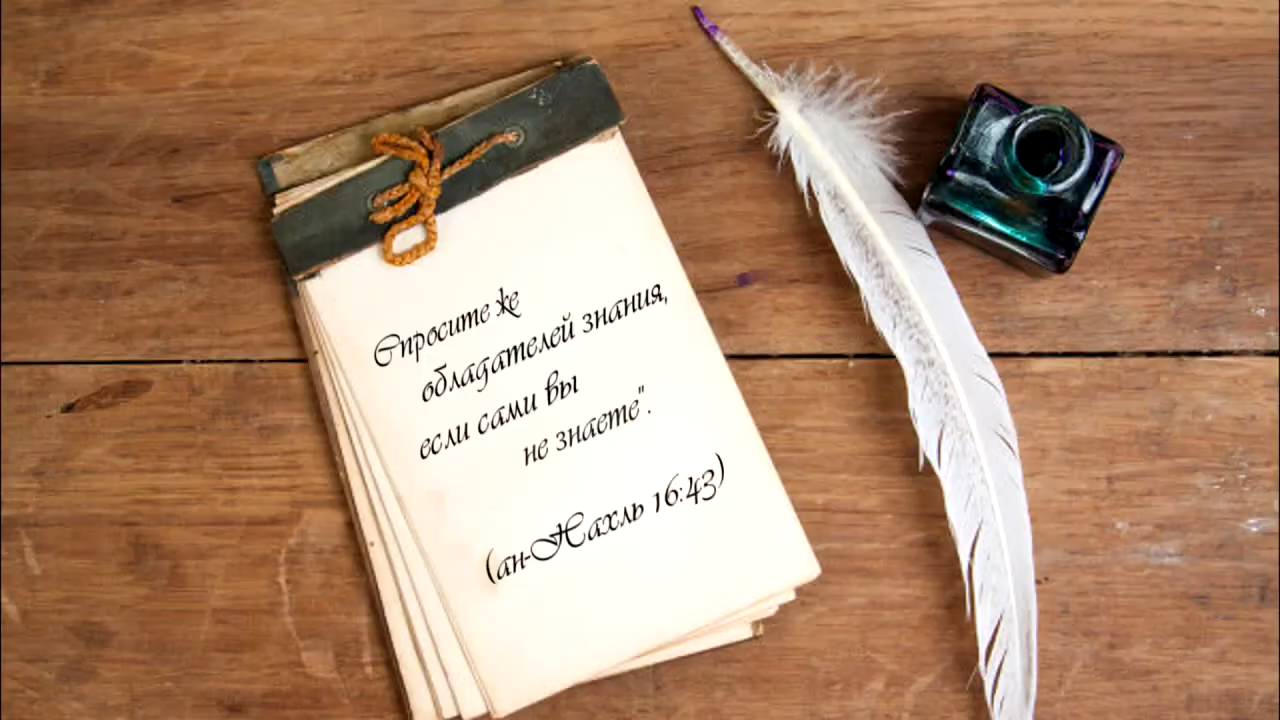 Спросите же
обладателей знания,
если сами вы
не знаете".
(ан-Нахль 16:43)